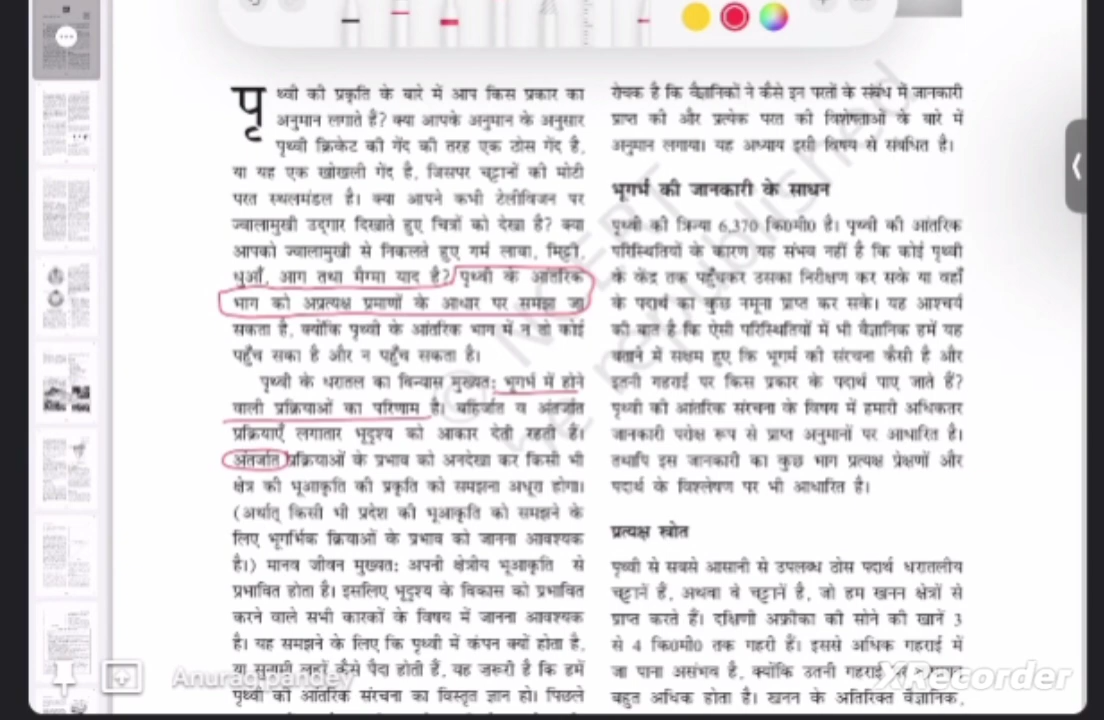 पृथ्वी की प्रकृति के बारे में आप किस प्रकार का
अनुमान लगाते है? क्या आपके अनुमान के अनुसार
पृथ्वी क्रिकेट की गेंद की तरह एक ठोस गेंद है,
या यह एक खोखली गेंद है, जिसपर चट्टानों की मोटी
परत स्थलमंडल है। क्या आपने कभी टेलीविजन पर
ज्वालामुखी उद्‌गार दिखाते हुए चित्रों को देखा है? क्या
आपको ज्वालामुखी से निकलते हुए गर्म लावा, मिट्टी,
धुआँ, आग तथा मैग्मा याद है? पृथ्वी के आंतरिक
भाग को अप्रत्यक्ष प्रमाणों के आधार पर समझा जा
सकता है, क्योंकि पृथ्वी के आंतरिक भाग में न तो कोई
पहुँच सका है और न पहुँच सकता है।
पृथ्वी के धरातल का विन्यास मुख्यत: भूगर्भ में होने
वाली प्रक्रियाओं का परिणाम है। बहिर्जात व अंतर्जात
प्रक्रियाएँ लगातार भूदृश्य को आकार देती रहती हैं।
अंतर्जात प्रक्रियाओं के प्रभाव को अनदेखा कर किसी भी
क्षेत्र की भूआकृति की प्रकृति को समझना अधूरा होगा।
(अर्थात् किसी भी प्रदेश की भूआकृति को समझने के
लिए भूगर्भिक क्रियाओं के प्रभाव को जानना आवश्यक
है।) मानव जीवन मुख्यत: अपनी क्षेत्रीय भूआकृति से
प्रभावित होता है। इसलिए भूदृश्य के विकास को प्रभावित
करने वाले सभी कारकों के विषय में जानना आवश्यक
है। यह समझने के लिए कि पृथ्वी में कंपन क्यों होता है,
या सुनामी लहरें कैसे पैदा होती हैं, यह जरूरी है कि हमें
पृथ्वी की आंतरिक संरचना का विस्तृत ज्ञान हो। पिछले
रोचक है कि वैज्ञानिकों ने कैसे इन परतों के संबंध में जानकारी
प्राप्त की और प्रत्येक परत की विशेषताओं के बारे में
अनुमान लगाया। यह अध्याय इसी विषय से संबंधित है।
भूगर्भ की जानकारी के साधन
पृथ्वी की त्रिज्या 6,370 कि0मी0 है। पृथ्वी की आंतरिक
परिस्थितियों के कारण यह संभव नहीं है कि कोई पृथ्वी
के केंद्र तक पहुँचकर उसका निरीक्षण कर सके या वहाँ
के पदार्थ का कुछ नमूना प्राप्त कर सके। यह आश्चर्य
की बात है कि ऐसी परिस्थितियों में भी वैज्ञानिक हमें यह
बताने में सक्षम हुए कि भूगर्भ की संरचना कैसी है और
इतनी गहराई पर किस प्रकार के पदार्थ पाए जाते हैं?
पृथ्वी की आंतरिक संरचना के विषय में हमारी अधिकतर
जानकारी परोक्ष रूप से प्राप्त अनुमानों पर आधारित है।
तथापि इस जानकारी का कुछ भाग प्रत्यक्ष प्रेक्षणों और
पदार्थ के विश्लेषण पर भी आधारित है।
प्रत्यक्ष स्रोत
पृथ्वी से सबसे आसानी से उपलब्ध ठोस पदार्थ धरातलीय
चट्टानें हैं, अथवा वे चट्टानें हैं, जो हम खनन क्षेत्रों से
प्राप्त करते हैं। दक्षिणी अफ्रीका की सोने की खानें 3
से 4 कि0मी0 तक गहरी हैं। इससे अधिक गहराई में
जा पाना असंभव है, क्योंकि उतनी गहराई
बहुत अधिक होता है। खनन के अतिरिक्त वैज्ञानिक,
© NCERT
be republished
Anurag pandey
XRecorder